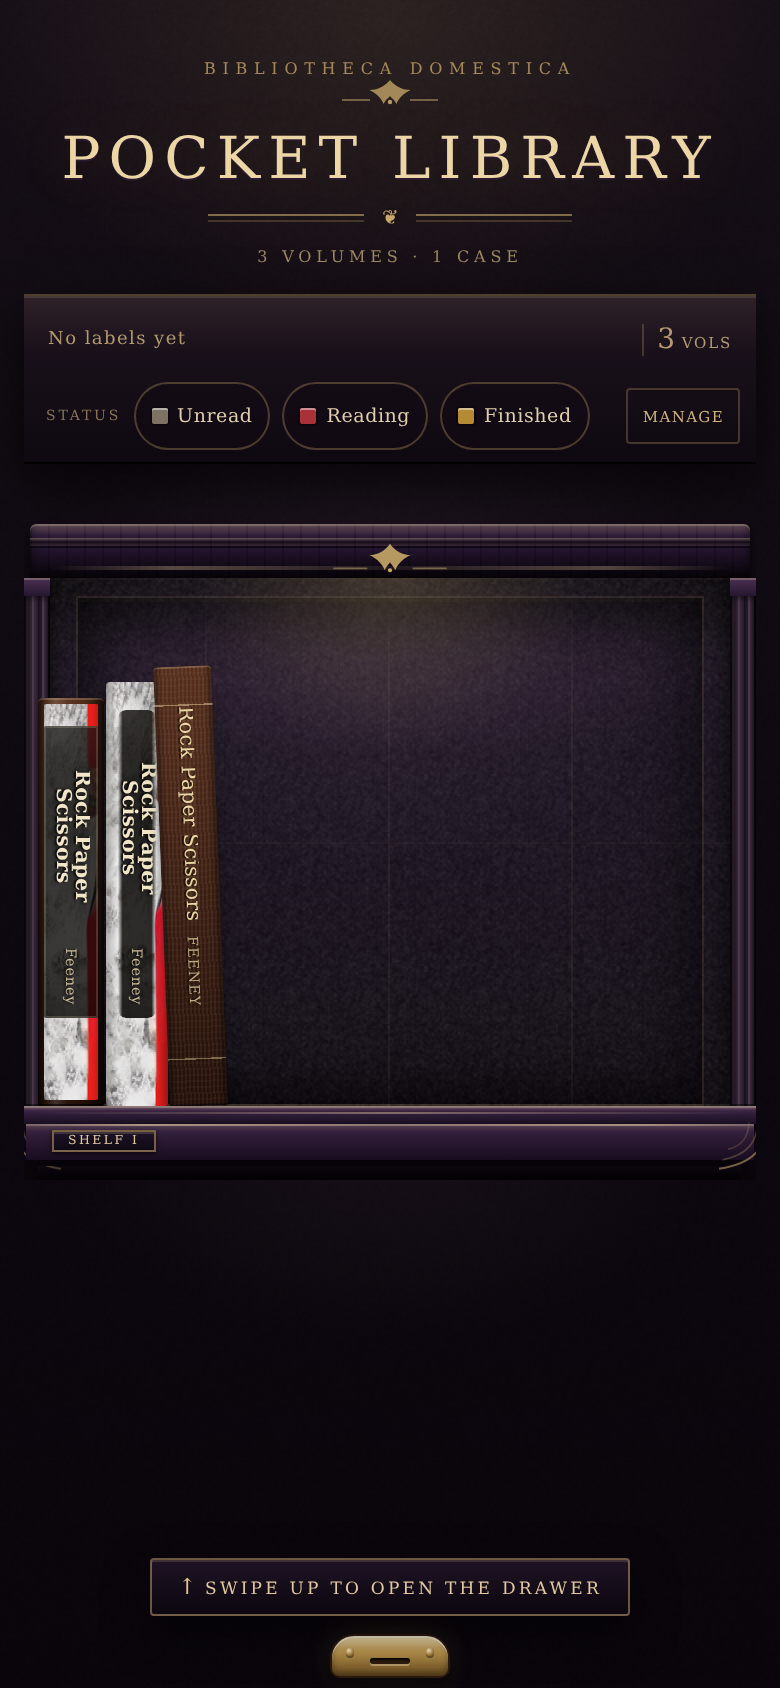 BIBLIOTHECA DOMESTICA
POCKET LIBRARY
3 VOLUMES · 1 CASE
No labels yet
3 VOLS
STATUS
Unread
Reading
Finished
MANAGE
Rock Paper
Scissors
Feeney
Rock Paper
Scissors
Feeney
Rock Paper Scissors FEENEY
SHELF I
↑ SWIPE UP TO OPEN THE DRAWER